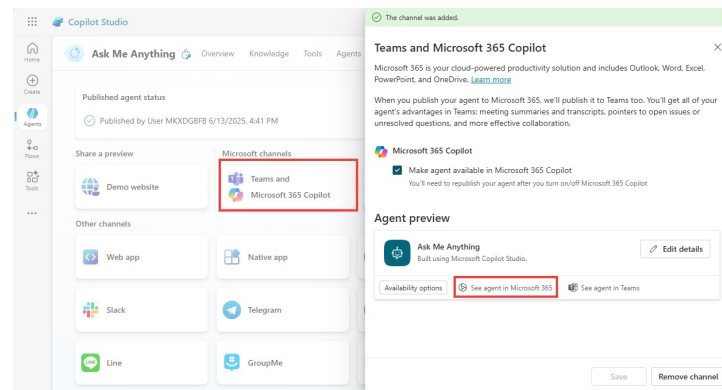 Copilot Studio
Home
Create
Agents
Flows
Tools
Ask Me Anything
Overview
Knowledge
Tools
Agents
Published agent status
Published by User MKXDGBFB 6/13/2025, 4:41 PM
Share a preview
Microsoft channels
Demo website
Teams and
Microsoft 365 Copilot
Other channels
Web app
Native app
Slack
Telegram
LINE
Line
GroupMe
The channel was added.
Teams and Microsoft 365 Copilot
Microsoft 365 is your cloud-powered productivity solution and includes Outlook, Word, Excel,
PowerPoint, and OneDrive. Learn more
When you publish your agent to Microsoft 365, we'll publish it to Teams too. You'll get all of your
agent's advantages in Teams: meeting summaries and transcripts, pointers to open issues or
unresolved questions, and more effective collaboration.
Microsoft 365 Copilot
Make agent available in Microsoft 365 Copilot
You'll need to republish your agent after you turn on/off Microsoft 365 Copilot
Agent preview
Ask Me Anything
Built using Microsoft Copilot Studio.
Edit details
Availability options
See agent in Microsoft 365
See agent in Teams
Save
Remove channel